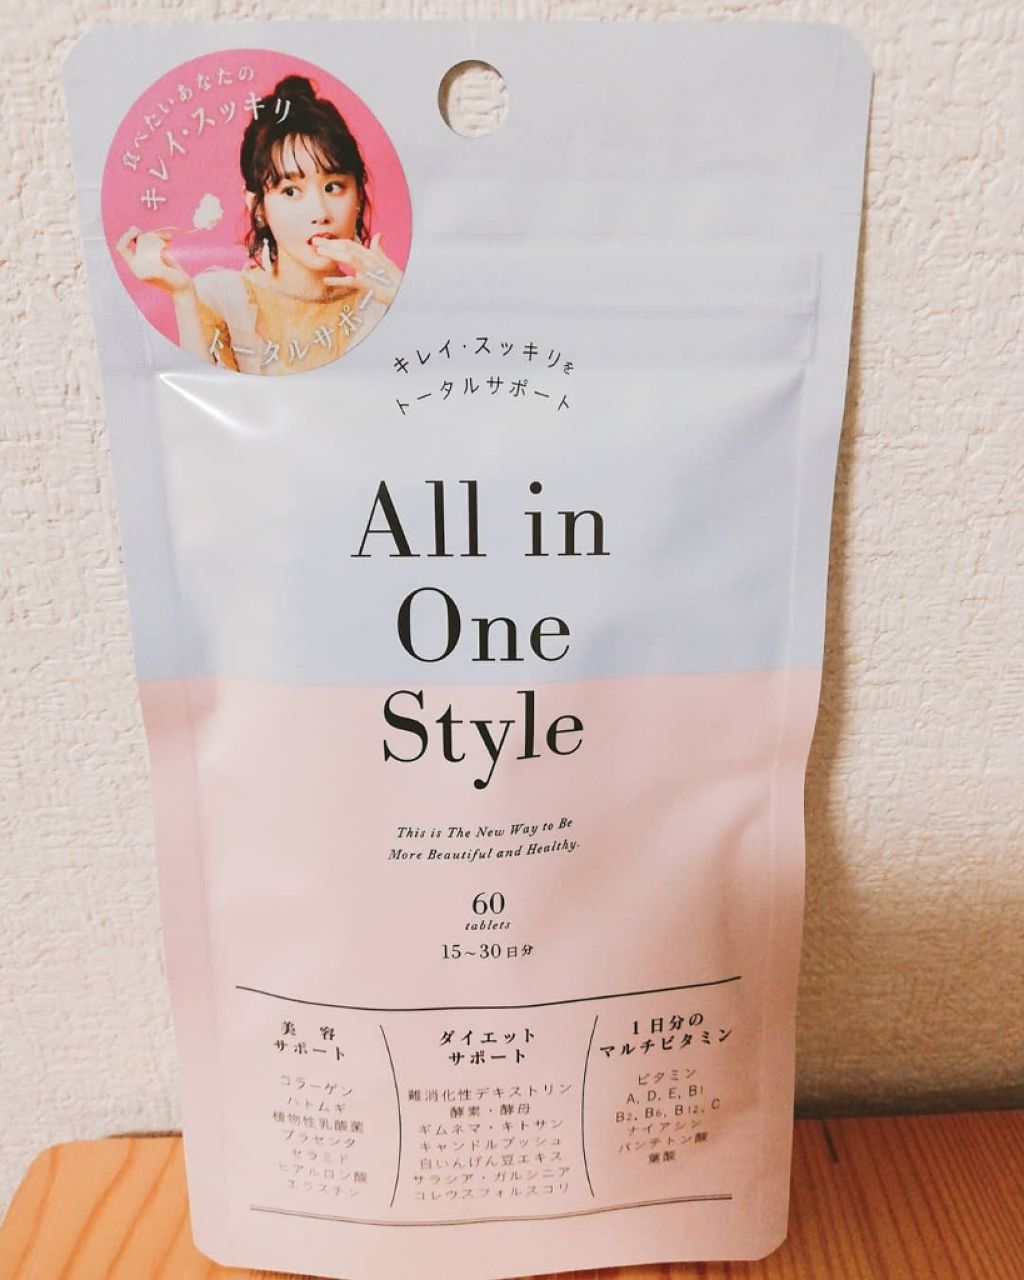 食べたいあなたの
キレイ・スッキリ
トータルサポート
キレイ・スッキリを
トータルサポート
All in
One
Style
This is The New Way to Be
More Beautiful and Healthy.
60
tablets
15~30日分
美容
サポート
コラーゲン
ハトムギ
植物性乳酸菌
プラセンタ
セラミド
ヒアルロン酸
エラスチン
ダイエット
サポート
難消化性デキストリン
酵素・酵母
ギムネマ・キトサン
キャンドルブッシュ
白いんげん豆エキス
サラシア・ガルシニア
コレウスフォルスコリ
1日分の
マルチビタミン
ビタミン
A, D, E, B1
B2, B6, B12, C
ナイアシン
パンテトン酸
葉酸